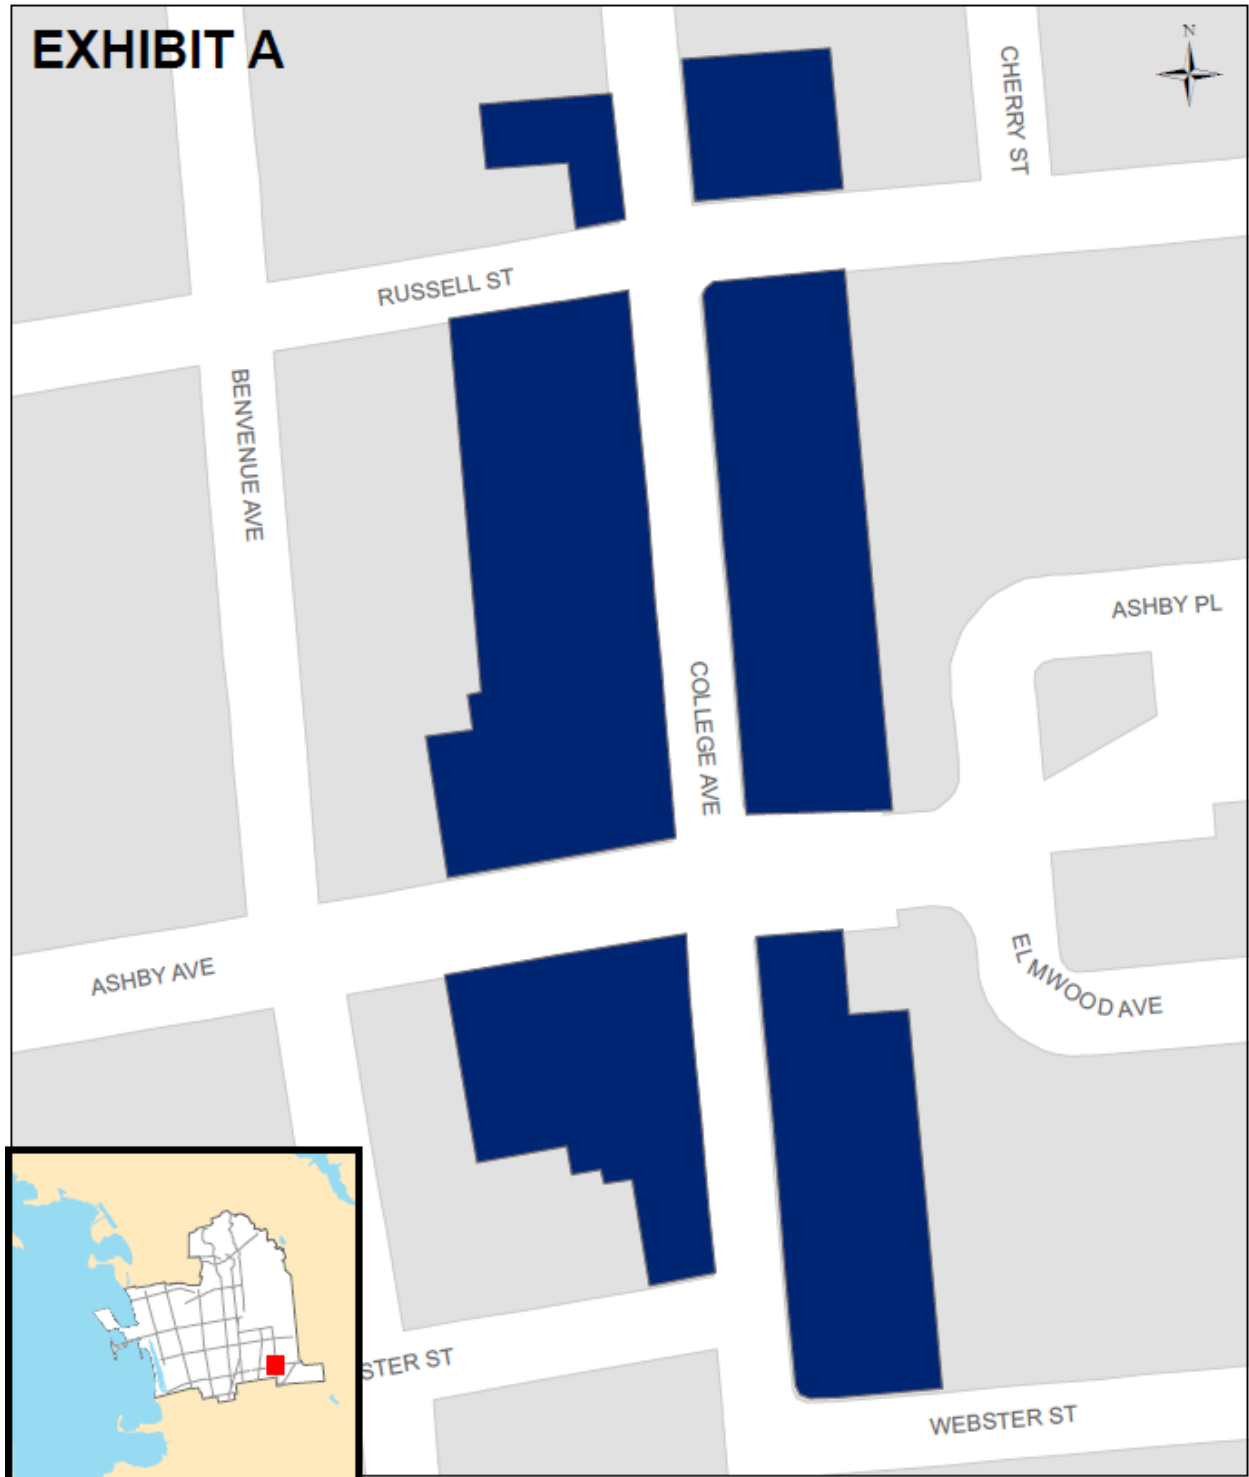 EXHIBIT A
N
CHERRY ST
RUSSELL ST
BENVENUE AVE
ASHBY PL
COLLEGE AVE
ASHBY AVE
ELMWOOD AVE
STER ST
WEBSTER ST